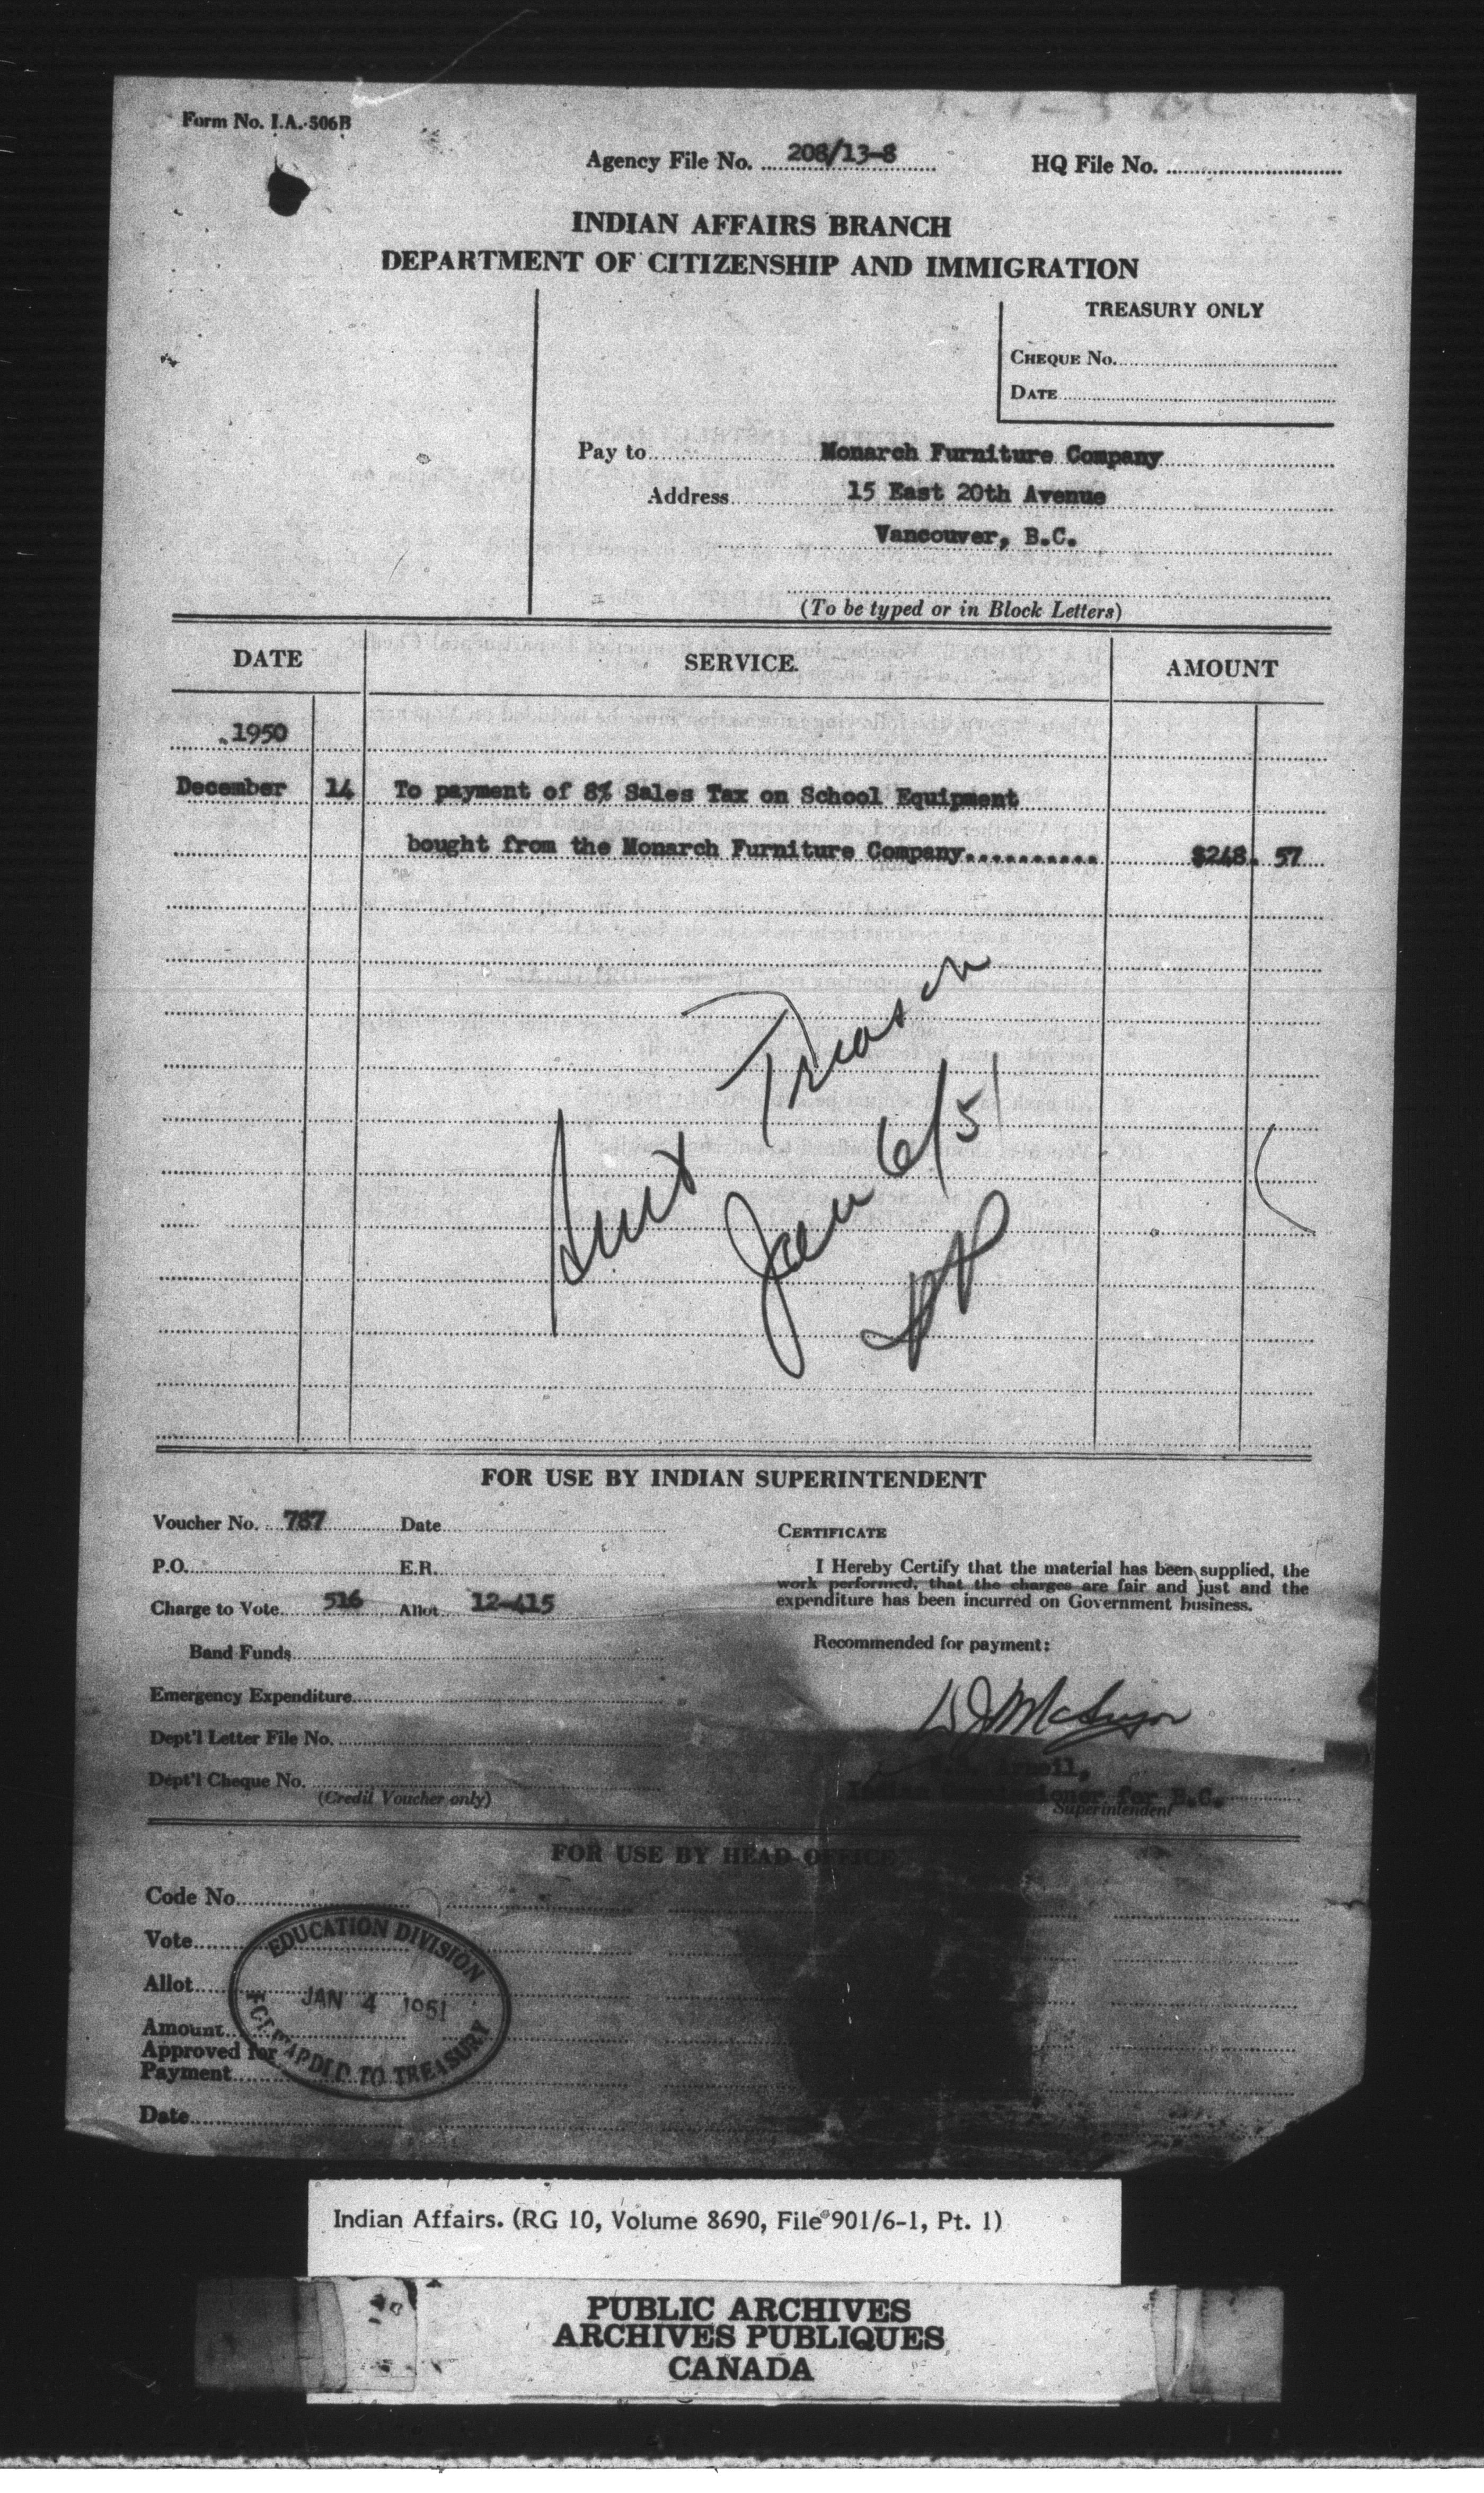 Form No. I.A. 506B
Agency File No. 208/13-8
HQ File No.
INDIAN AFFAIRS BRANCH
DEPARTMENT OF CITIZENSHIP AND IMMIGRATION
TREASURY ONLY
CHEQUE No.
DATE
Pay to Monarch Furniture Company
Address 15 East 20th Avenue
Vancouver, B.C.
(To be typed or in Block Letters)
DATE SERVICE. AMOUNT
1950
December 14 To payment of 8% Sales Tax on School Equipment
bought from the Monarch Furniture Company.......... $248. 57
Jan 6/51
FOR USE BY INDIAN SUPERINTENDENT
Voucher No. 787 Date
P.O. E.R.
Charge to Vote 516 Allot. 12-415
Band Funds
Emergency Expenditure
Dept'l Letter File No.
Dept'l Cheque No.
(Credit Voucher only)
CERTIFICATE
I Hereby Certify that the material has been supplied, the
work performed, that the charges are fair and just and the
expenditure has been incurred on Government business.
Recommended for payment:
for B.C.
Superintendent
FOR USE BY HEAD OFFICE
Code No.
Vote
Allot.
Amount
Approved for
Payment
Date
EDUCATION DIVISION
JAN 4 1951
FORWARDED TO TREASURY
Indian Affairs. (RG 10, Volume 8690, File 901/6-1, Pt. 1)
PUBLIC ARCHIVES
ARCHIVES PUBLIQUES
CANADA